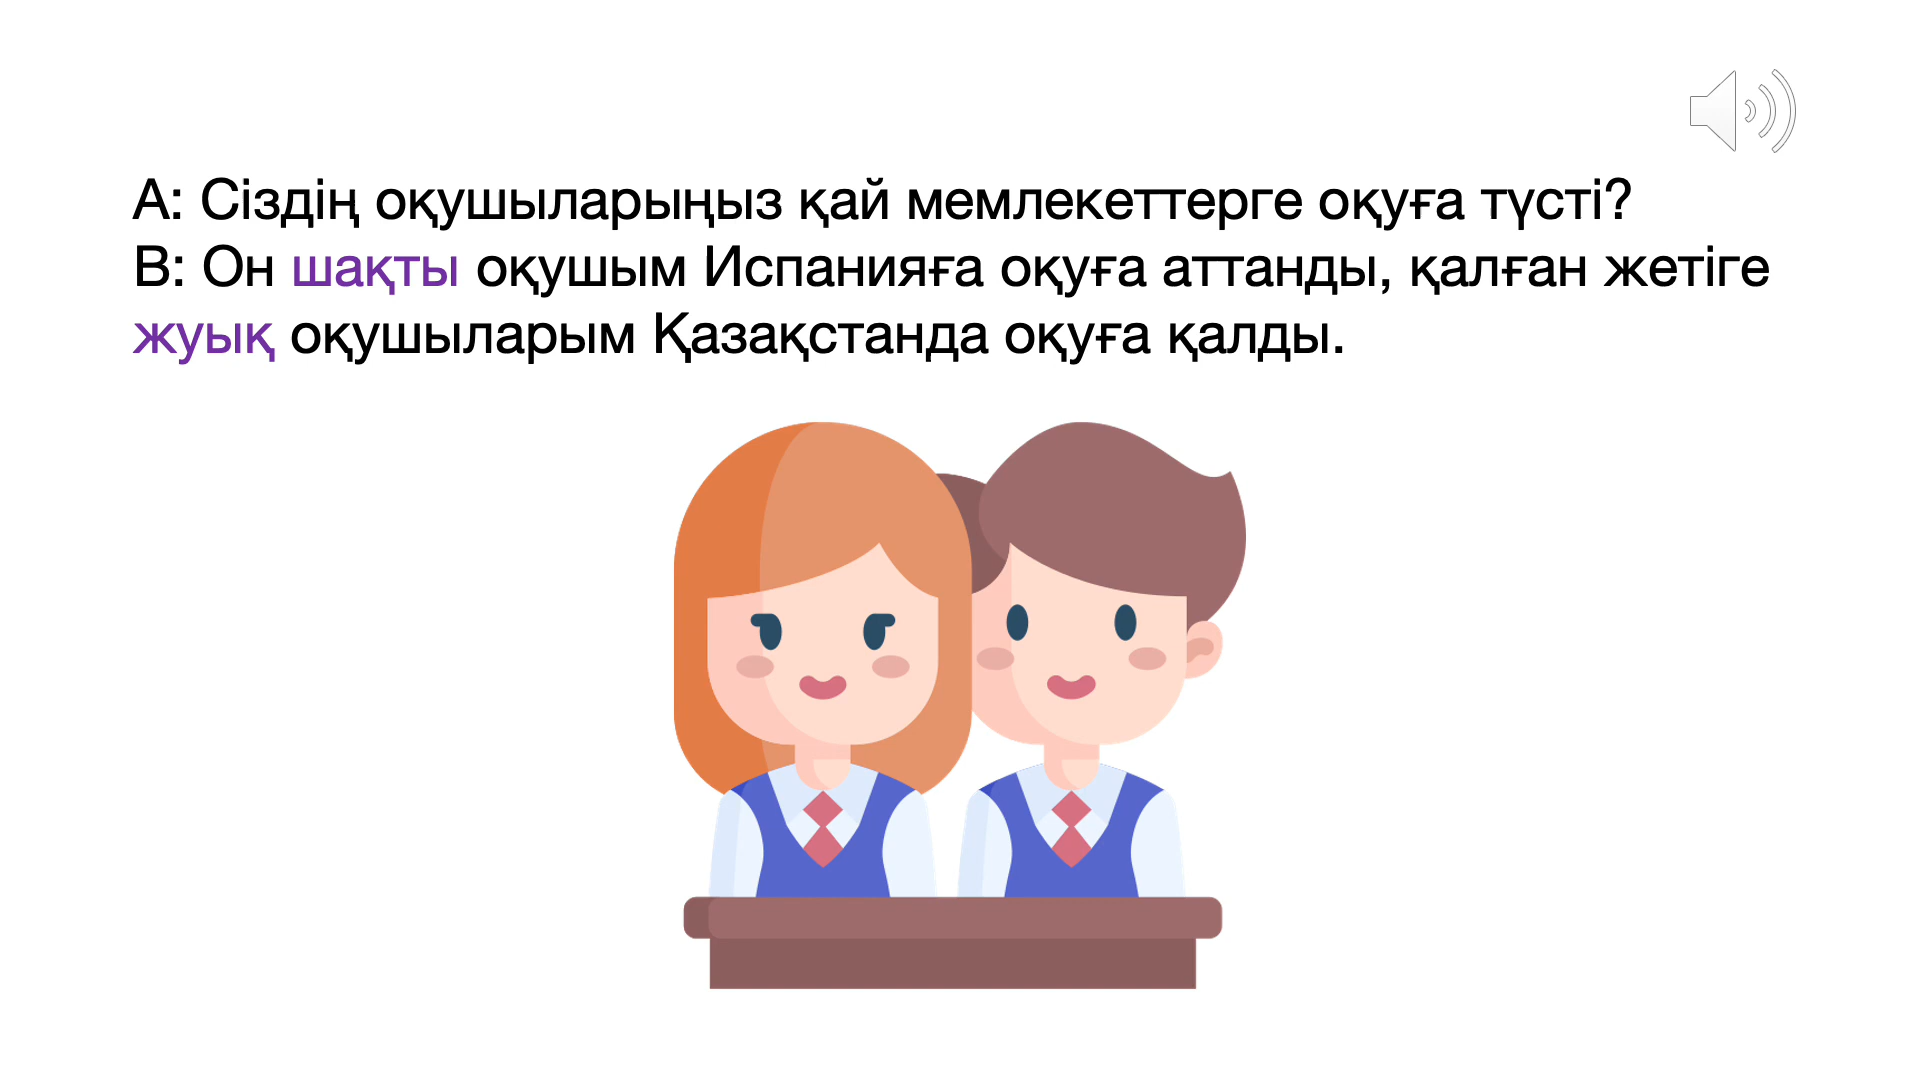 А: Сіздің оқушыларыңыз қай мемлекеттерге оқуға түсті?
В: Он шақты оқушым Испанияға оқуға аттанды, қалған жетіге
жуық оқушыларым Қазақстанда оқуға қалды.